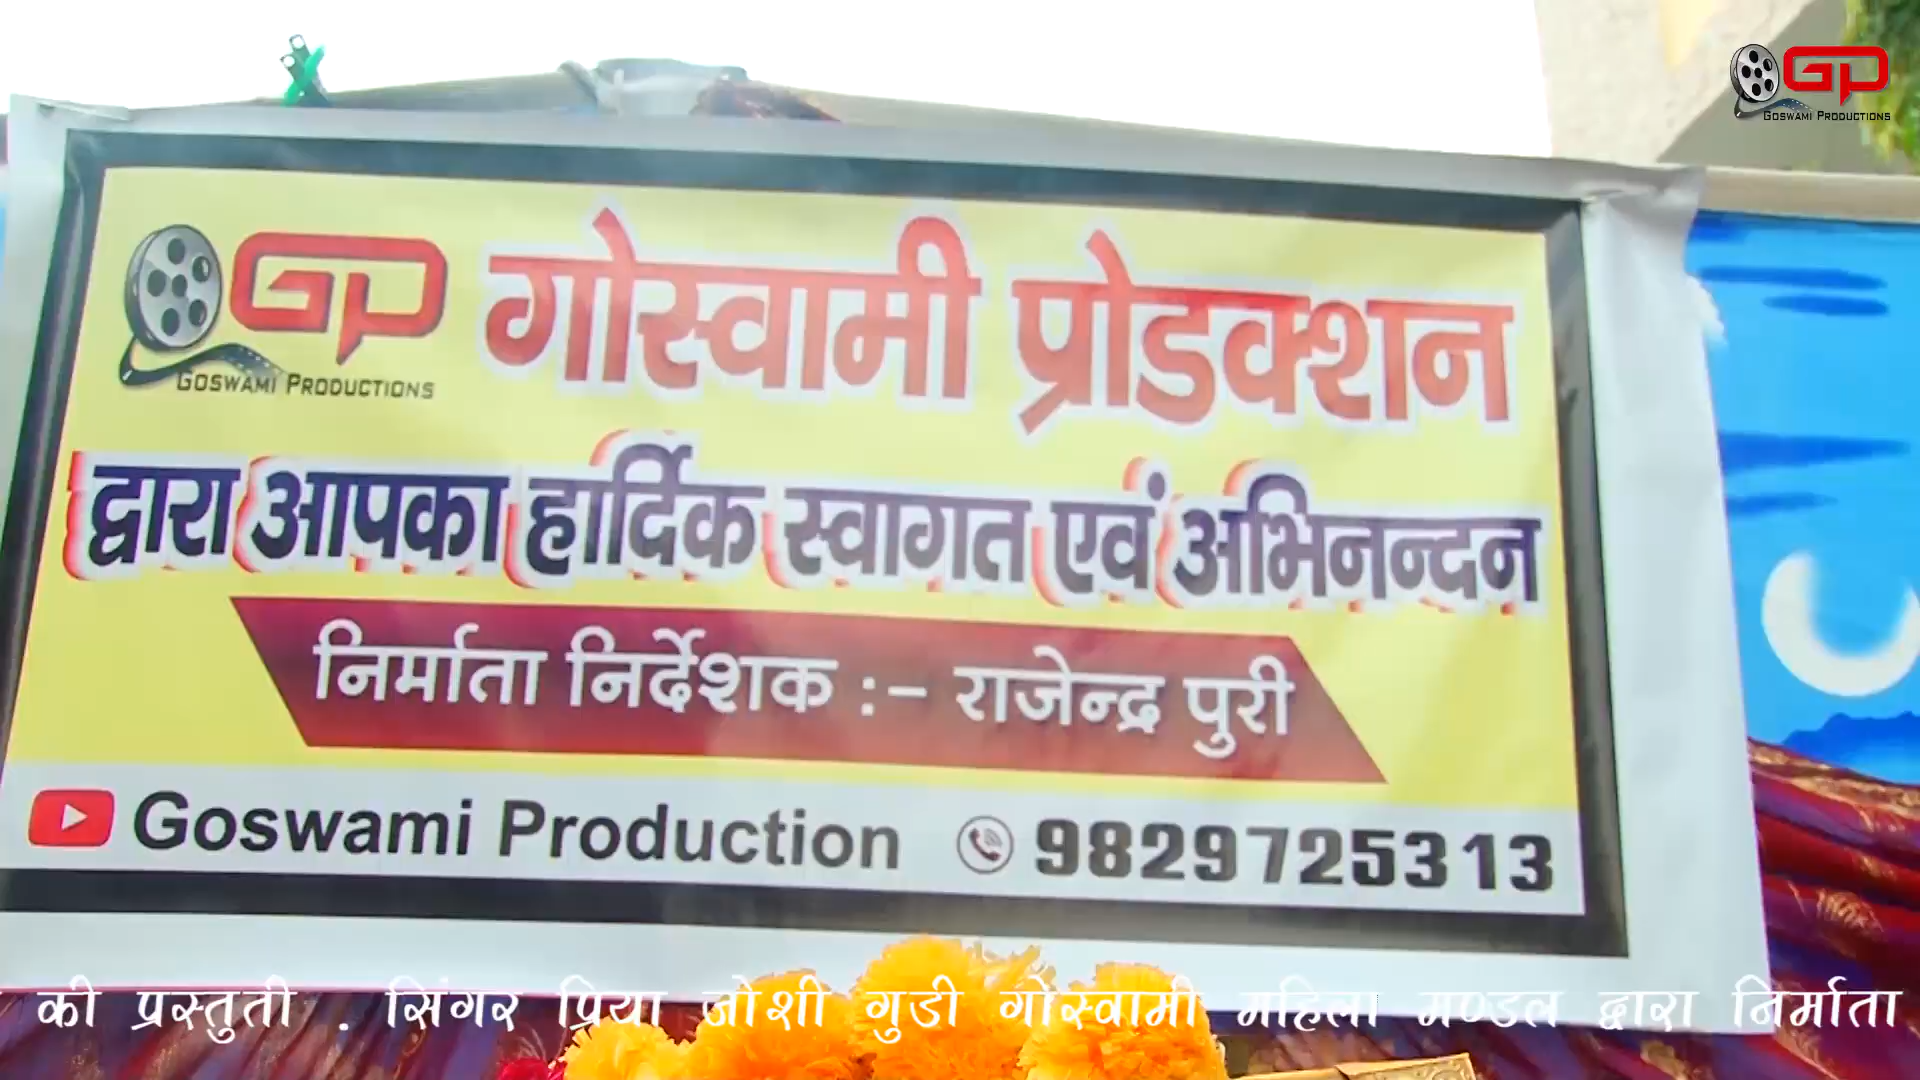 GP
GOSWAMI PRODUCTIONS
GP
GOSWAMI PRODUCTIONS
गोस्वामी प्रोडक्शन
द्वारा आपका हार्दिक स्वागत एवं अभिनन्दन
निर्माता निर्देशक :- राजेन्द्र पुरी
Goswami Production 9829725313
की प्रस्तुती . सिंगर प्रिया जोशी गुडी गोस्वामी महिला मण्डल द्वारा निर्माता